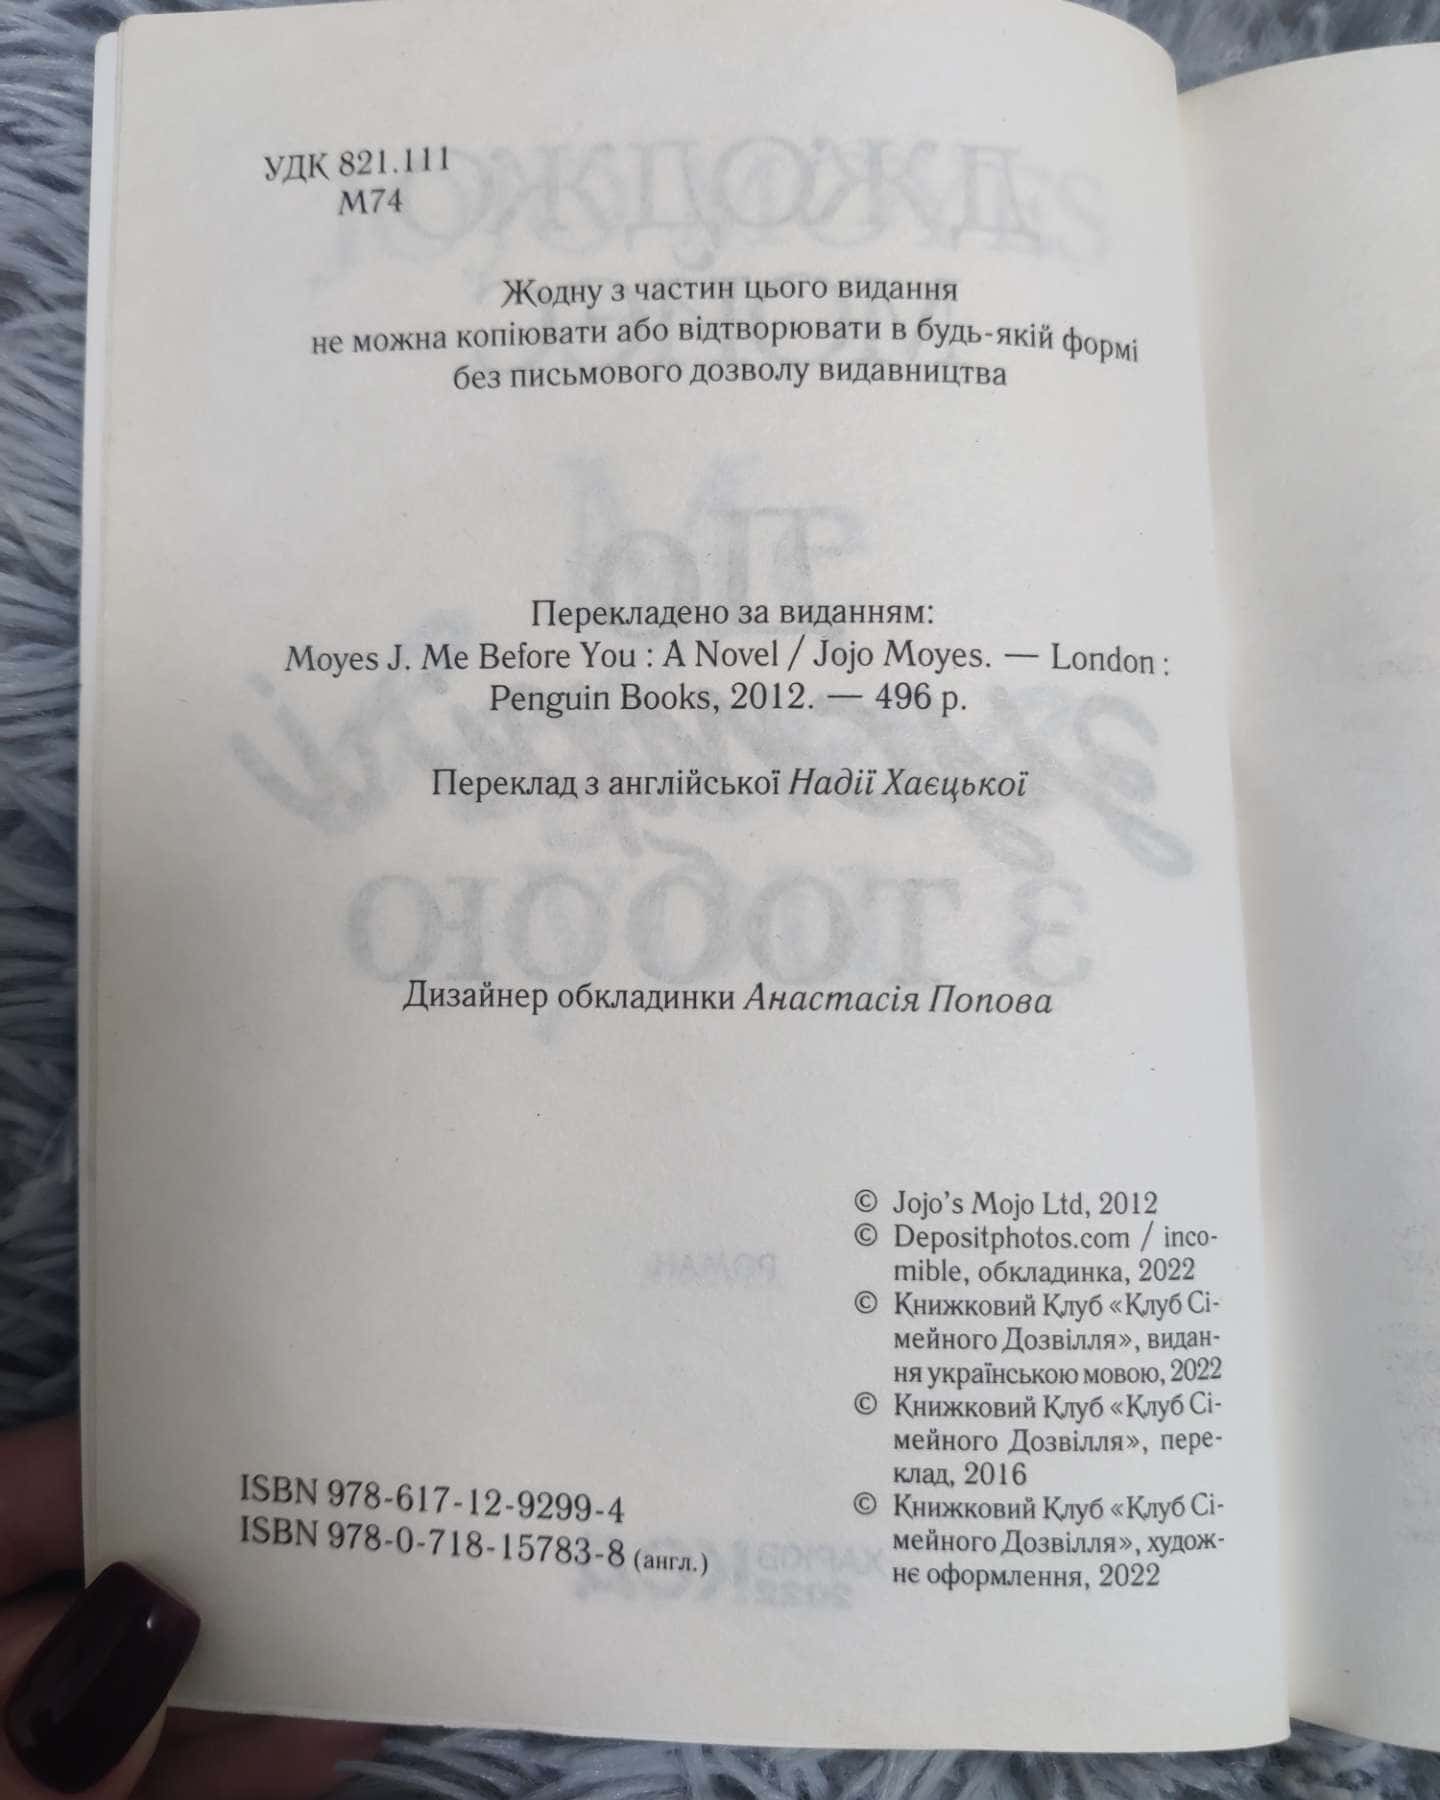 УДК 821.111
М74
Жодну з частин цього видання
не можна копіювати або відтворювати в будь-якій формі
без письмового дозволу видавництва
Перекладено за виданням:
Moyes J. Me Before You : A Novel / Jojo Moyes. — London :
Penguin Books, 2012. — 496 p.
Переклад з англійської Надії Хаєцької
Дизайнер обкладинки Анастасія Попова
© Jojo’s Mojo Ltd, 2012
© Depositphotos.com / inco-
mible, обкладинка, 2022
© Книжковий Клуб «Клуб Сі-
мейного Дозвілля», видан-
ня українською мовою, 2022
© Книжковий Клуб «Клуб Сі-
мейного Дозвілля», пере-
клад, 2016
© Книжковий Клуб «Клуб Сі-
мейного Дозвілля», худож-
нє оформлення, 2022
ISBN 978-617-12-9299-4
ISBN 978-0-718-15783-8 (англ.)